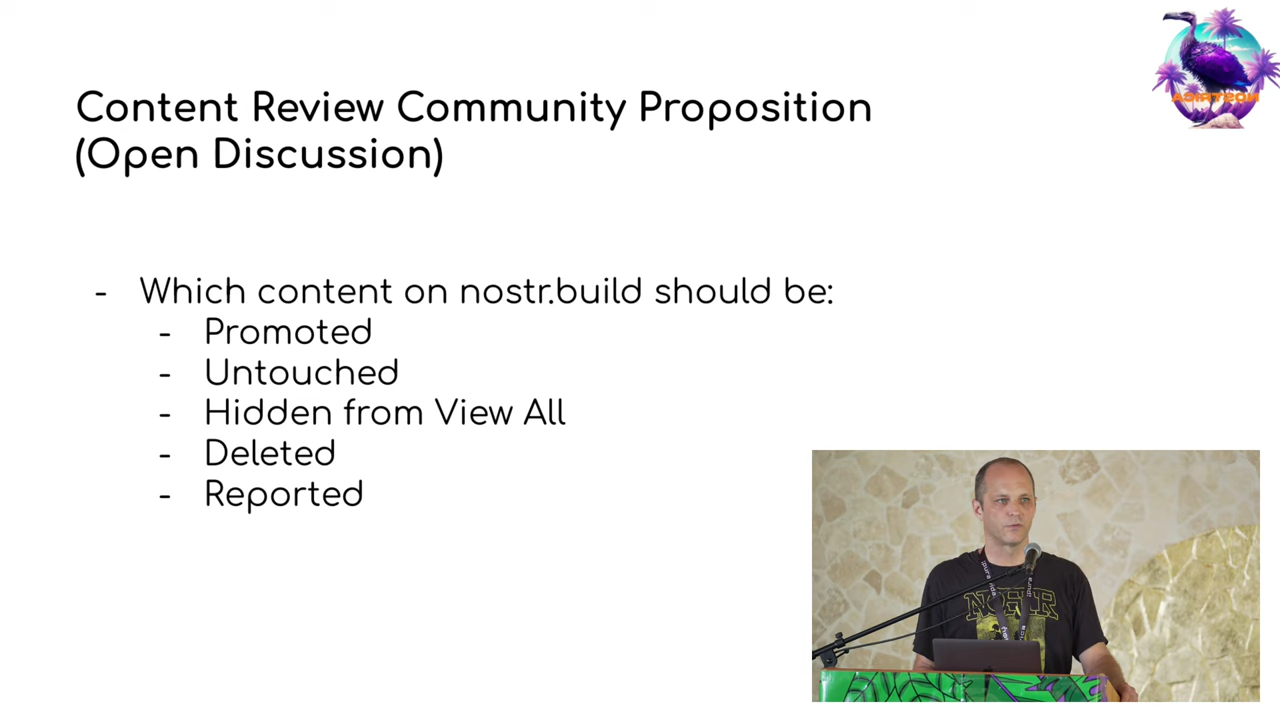 Content Review Community Proposition
(Open Discussion)
- Which content on nostr.build should be:
- Promoted
- Untouched
- Hidden from View All
- Deleted
- Reported
NOSTR